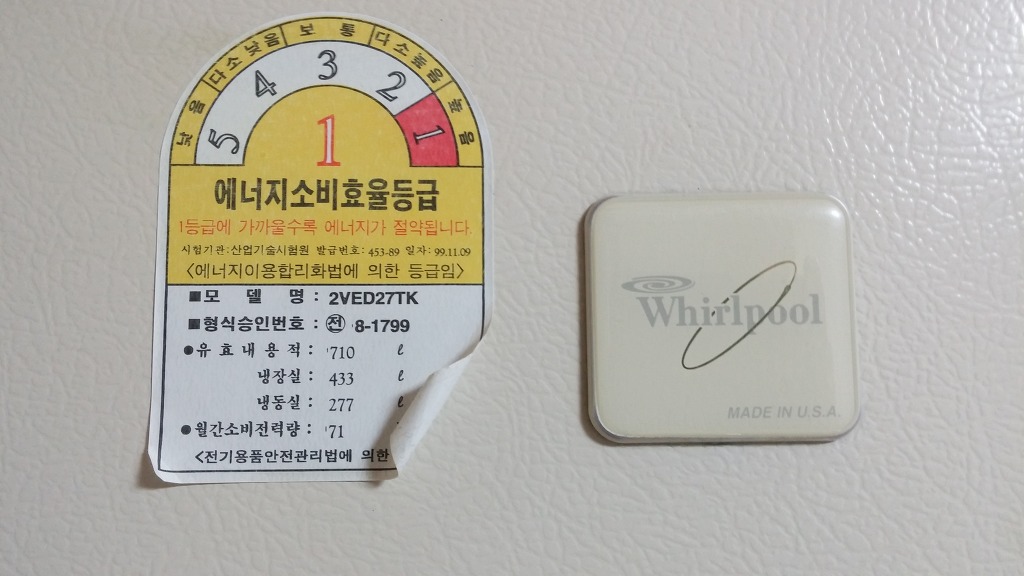 낮음 다소낮음 보통 다소높음 높음
5 4 3 2 1
1
에너지소비효율등급
1등급에 가까울수록 에너지가 절약됩니다.
시험기관:산업기술시험원 발급번호:453-89 일자:99.11.09
<에너지이용합리화법에 의한 등급임>
■모 델 명 : 2VED27TK
■형식승인번호 : ㉠ 8-1799
●유효내용적 : 710 ℓ
냉장실 : 433 ℓ
냉동실 : 277 ℓ
●월간소비전력량 : 71
<전기용품안전관리법에 의한
Whirlpool
MADE IN U.S.A.